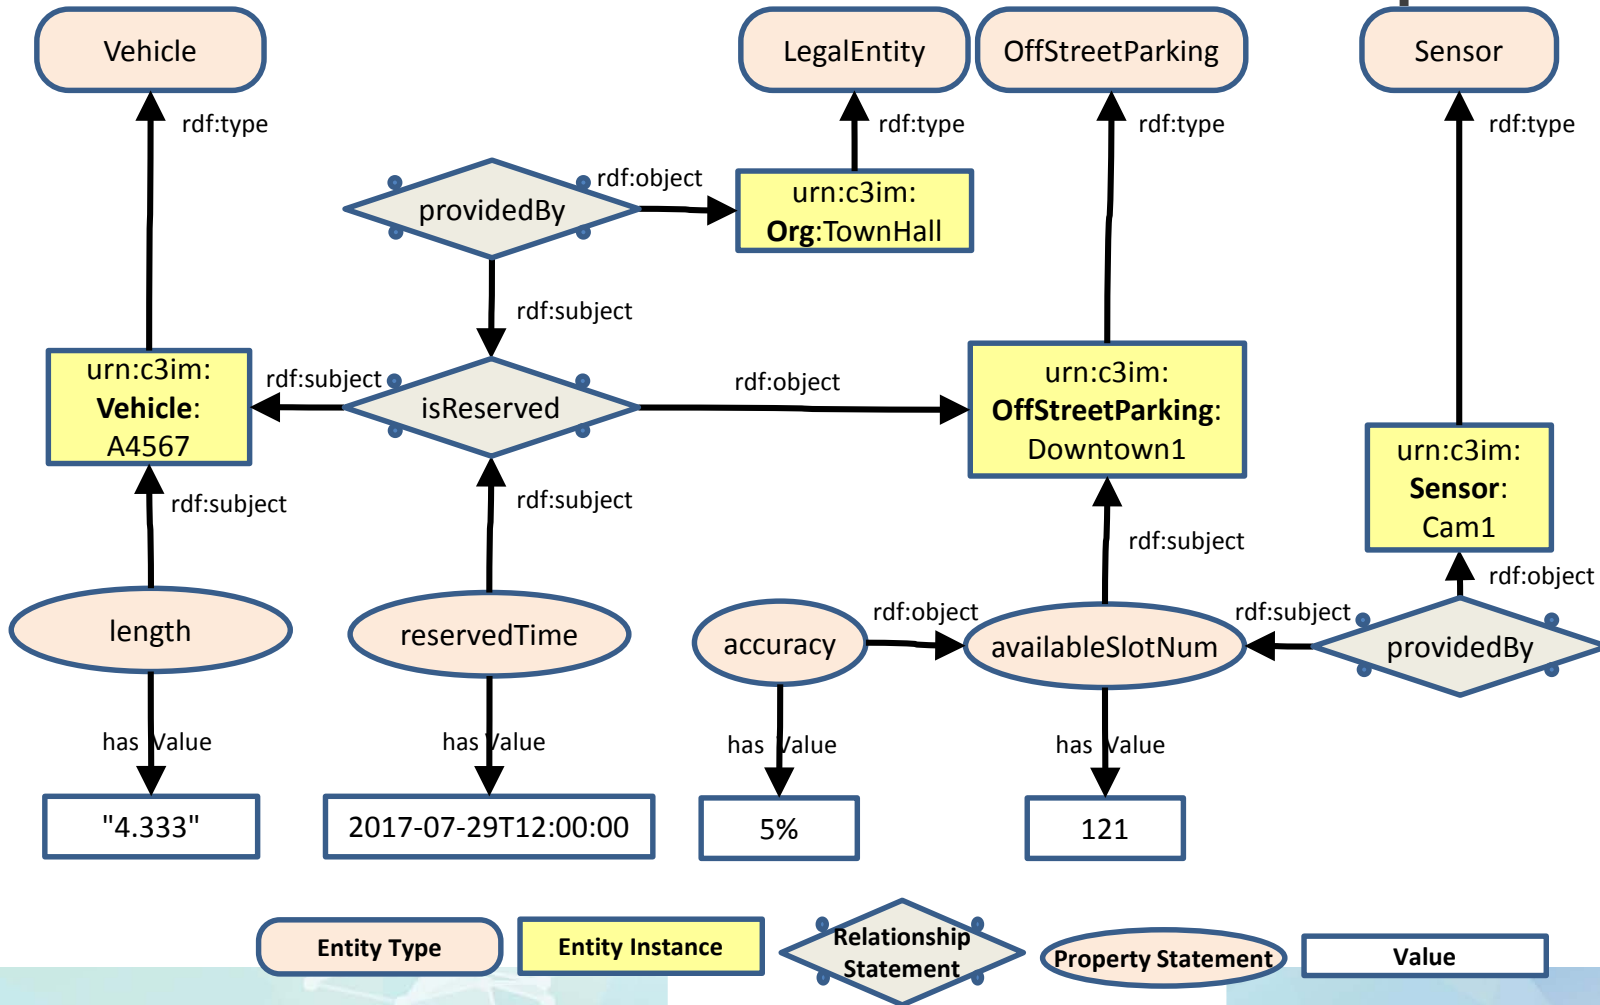 Vehicle
LegalEntity
OffStreetParking
Sensor
rdf:type
rdf:type
rdf:type
rdf:type
providedBy
rdf:object
urn:c3im:
Org:TownHall
rdf:subject
urn:c3im:
Vehicle:
A4567
rdf:subject
isReserved
rdf:object
urn:c3im:
OffStreetParking:
Downtown1
urn:c3im:
Sensor:
Cam1
rdf:subject
rdf:subject
rdf:subject
rdf:object
length
reservedTime
accuracy
rdf:object
availableSlotNum
rdf:subject
providedBy
has Value
has Value
has Value
has Value
"4.333"
2017-07-29T12:00:00
5%
121
Entity Type
Entity Instance
Relationship
Statement
Property Statement
Value